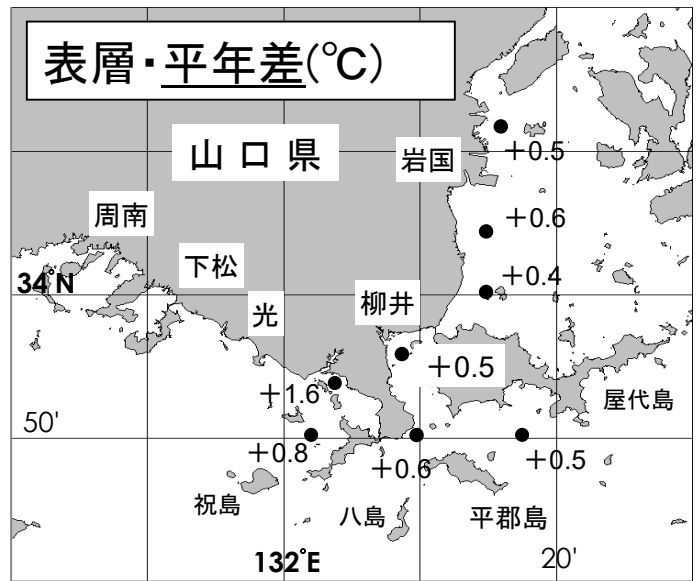 表層・平年差(℃)
山口県
岩国
+0.5
周南
+0.6
下松
34°N
+0.4
光
柳井
+0.5
+1.6
屋代島
50'
+0.8
+0.6
+0.5
祝島
八島
平郡島
132°E
20'